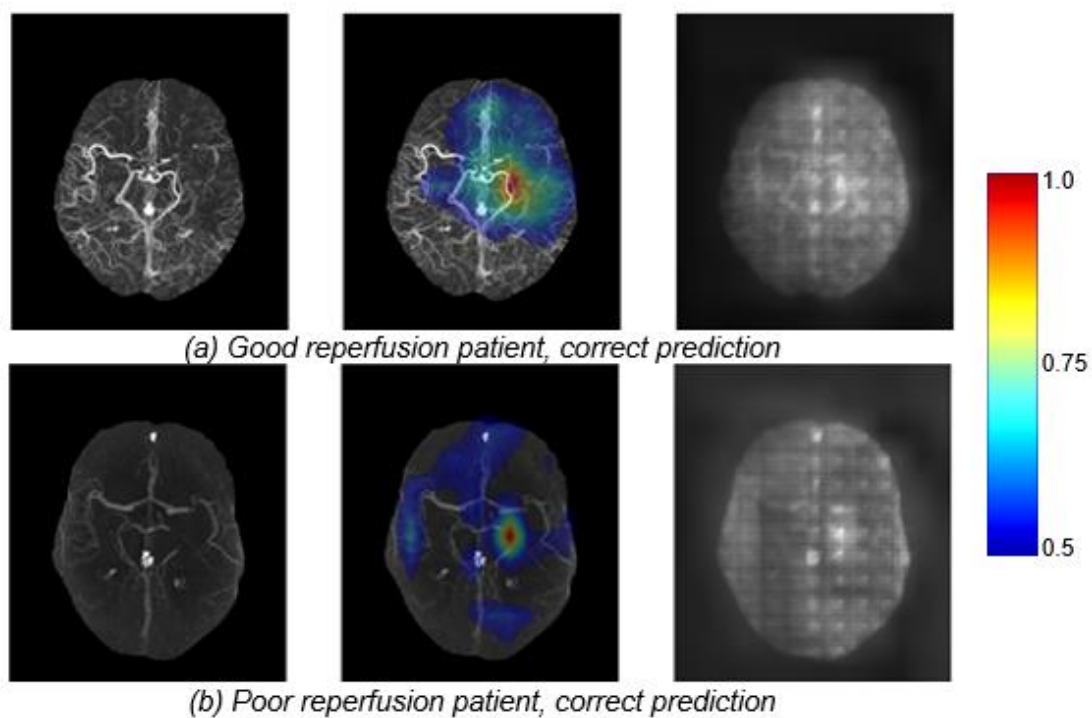 (a) Good reperfusion patient, correct prediction
1.0
0.75
0.5
(b) Poor reperfusion patient, correct prediction